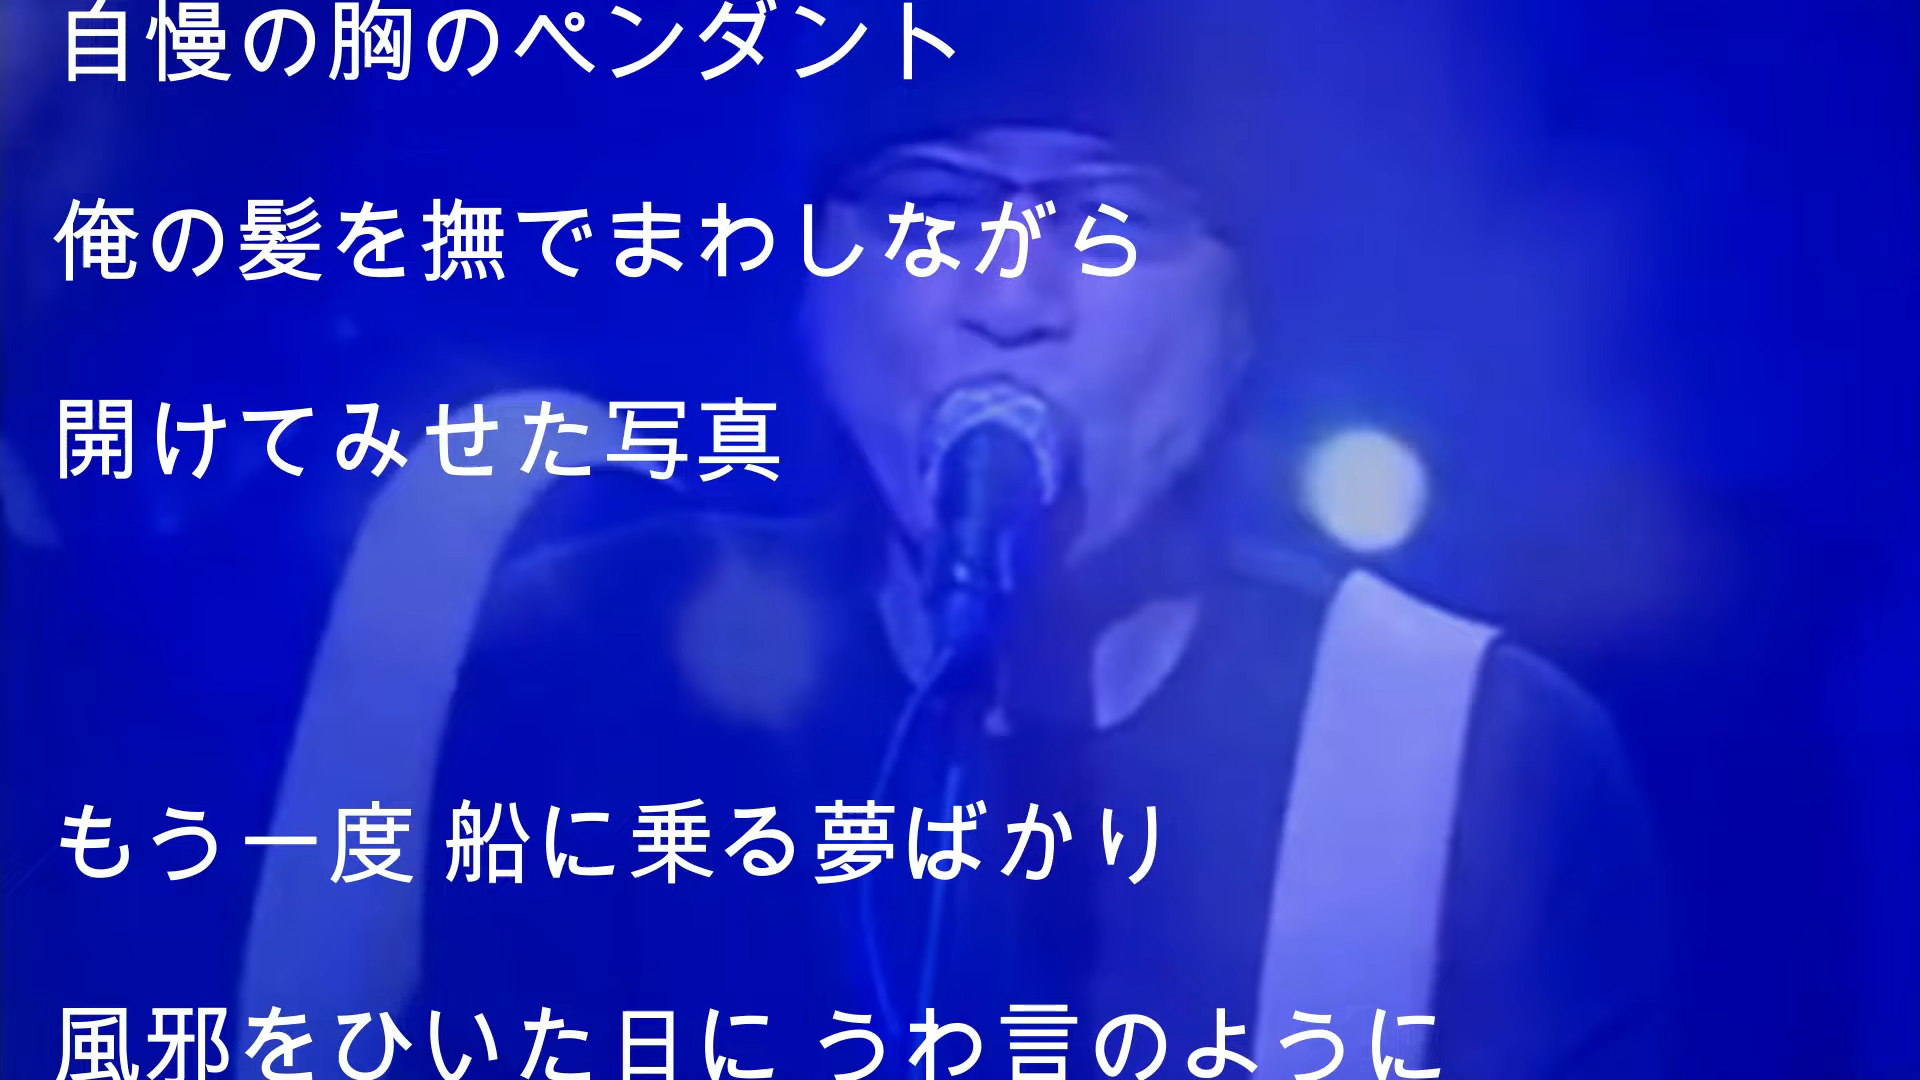 自慢の胸のペンダント
俺の髪を撫でまわしながら
開けてみせた写真
もう一度 船に乗る夢ばかり
風邪をひいた日に うわ言のように